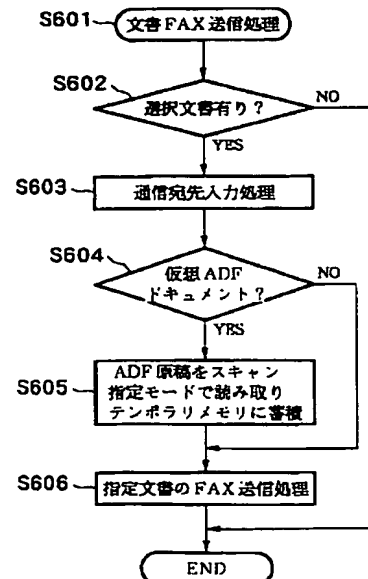 S601
文書FAX送信処理
S602
選択文書有り?
NO
YES
S603
通信宛先入力処理
S604
仮想ADF
ドキュメント?
NO
YES
S605
ADF原稿をスキャン
指定モードで読み取り
テンポラリメモリに蓄積
S606
指定文書のFAX送信処理
END